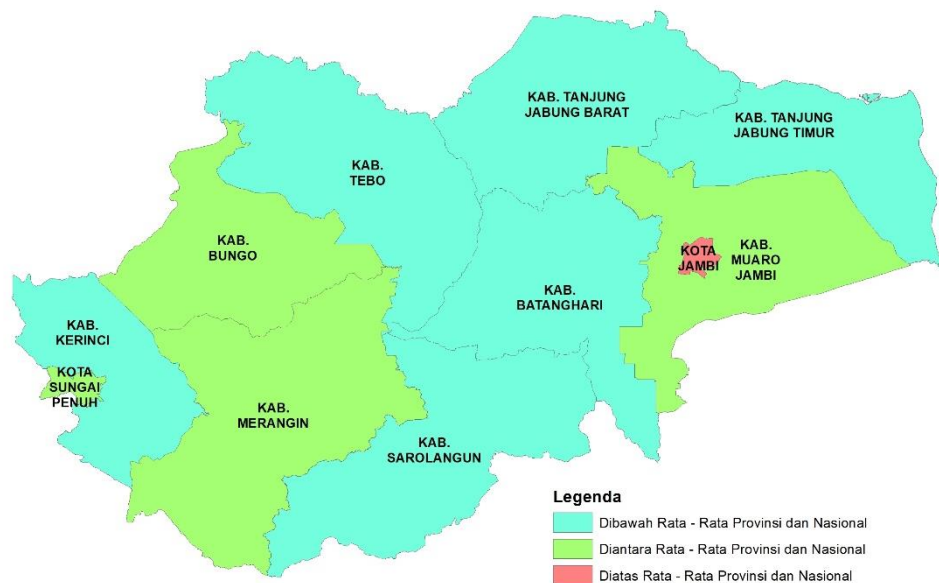 KAB. TANJUNG
JABUNG BARAT
KAB. TANJUNG
JABUNG TIMUR
KAB.
TEBO
KAB.
BUNGO
KOTA
JAMBI
KAB.
MUARO
JAMBI
KAB.
BATANGHARI
KAB.
KERINCI
KOTA
SUNGAI
PENUH
KAB.
MERANGIN
KAB.
SAROLANGUN
Legenda
Dibawah Rata - Rata Provinsi dan Nasional
Diantara Rata - Rata Provinsi dan Nasional
Diatas Rata - Rata Provinsi dan Nasional